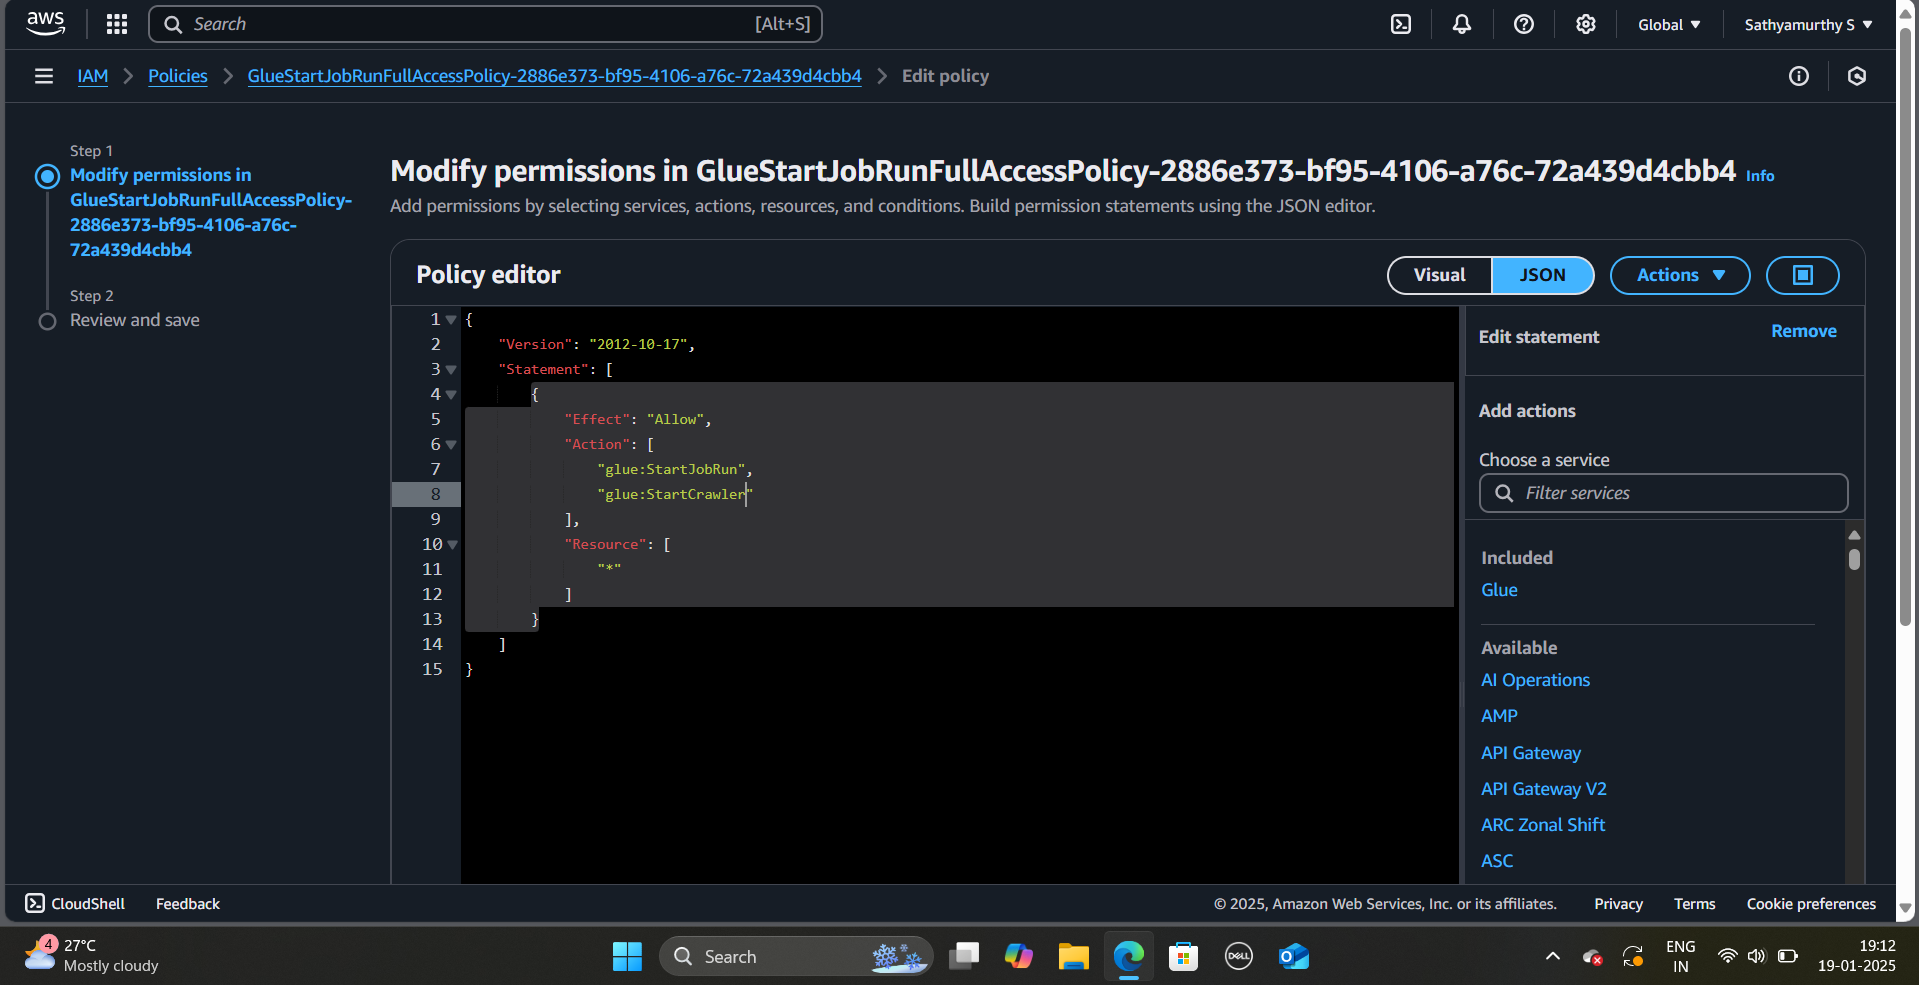 aws
Search [Alt+S]
Global
Sathyamurthy S
IAM
Policies
GlueStartJobRunFullAccessPolicy-2886e373-bf95-4106-a76c-72a439d4cbb4
Edit policy
Step 1
Modify permissions in
GlueStartJobRunFullAccessPolicy-
2886e373-bf95-4106-a76c-
72a439d4cbb4
Step 2
Review and save
Modify permissions in GlueStartJobRunFullAccessPolicy-2886e373-bf95-4106-a76c-72a439d4cbb4 Info
Add permissions by selecting services, actions, resources, and conditions. Build permission statements using the JSON editor.
Policy editor
Visual
JSON
Actions
1 {
2 "Version": "2012-10-17",
3 "Statement": [
4 {
5 "Effect": "Allow",
6 "Action": [
7 "glue:StartJobRun",
8 "glue:StartCrawler"
9 ],
10 "Resource": [
11 "*"
12 ]
13 }
14 ]
15 }
Edit statement
Remove
Add actions
Choose a service
Filter services
Included
Glue
Available
AI Operations
AMP
API Gateway
API Gateway V2
ARC Zonal Shift
ASC
CloudShell
Feedback
© 2025, Amazon Web Services, Inc. or its affiliates.
Privacy
Terms
Cookie preferences
4
27°C
Mostly cloudy
Search
DELL
ENG
IN
19:12
19-01-2025